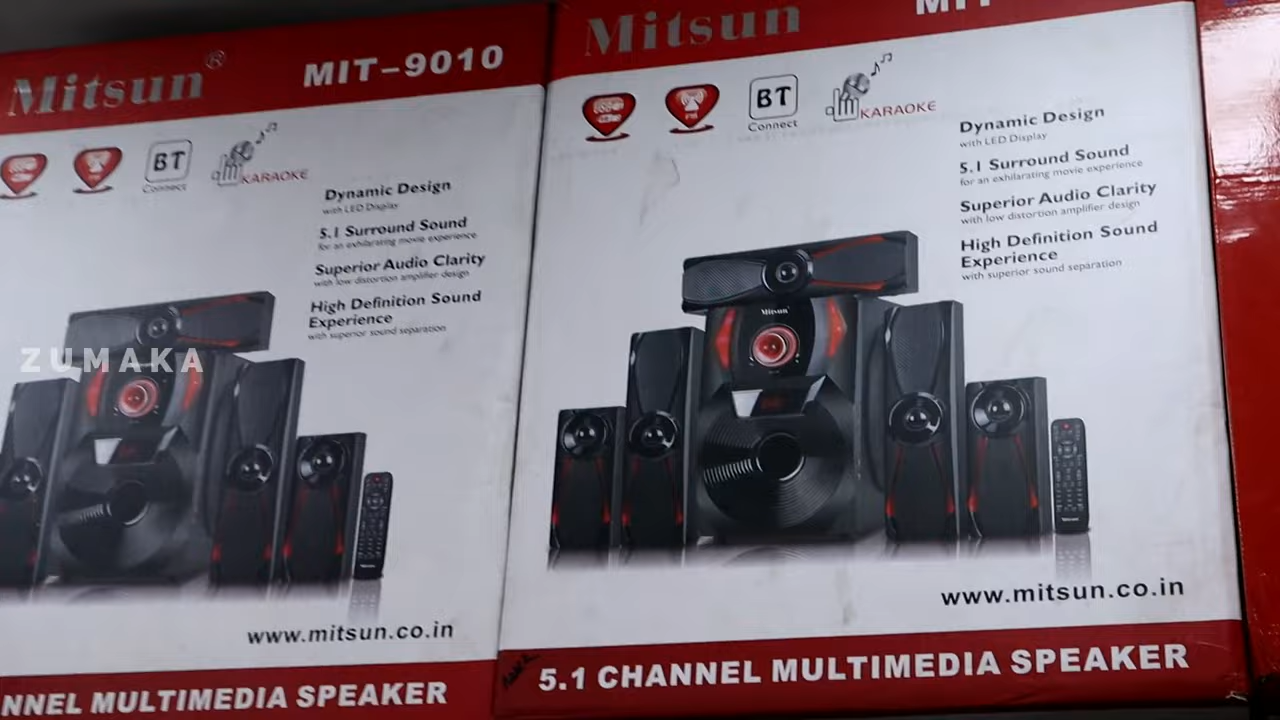 Mitsun®
MIT-9010
BT
Connect
KARAOKE
Dynamic Design
with LED Display
5.1 Surround Sound
for an exhilarating movie experience
Superior Audio Clarity
with low distortion amplifier design
High Definition Sound
Experience
with superior sound separation
ZUMAKA
www.mitsun.co.in
NNEL MULTIMEDIA SPEAKER
Mitsun
BT
Connect
KARAOKE
Dynamic Design
with LED Display
5.1 Surround Sound
for an exhilarating movie experience
Superior Audio Clarity
with low distortion amplifier design
High Definition Sound
Experience
with superior sound separation
Mitsun
www.mitsun.co.in
5.1 CHANNEL MULTIMEDIA SPEAKER